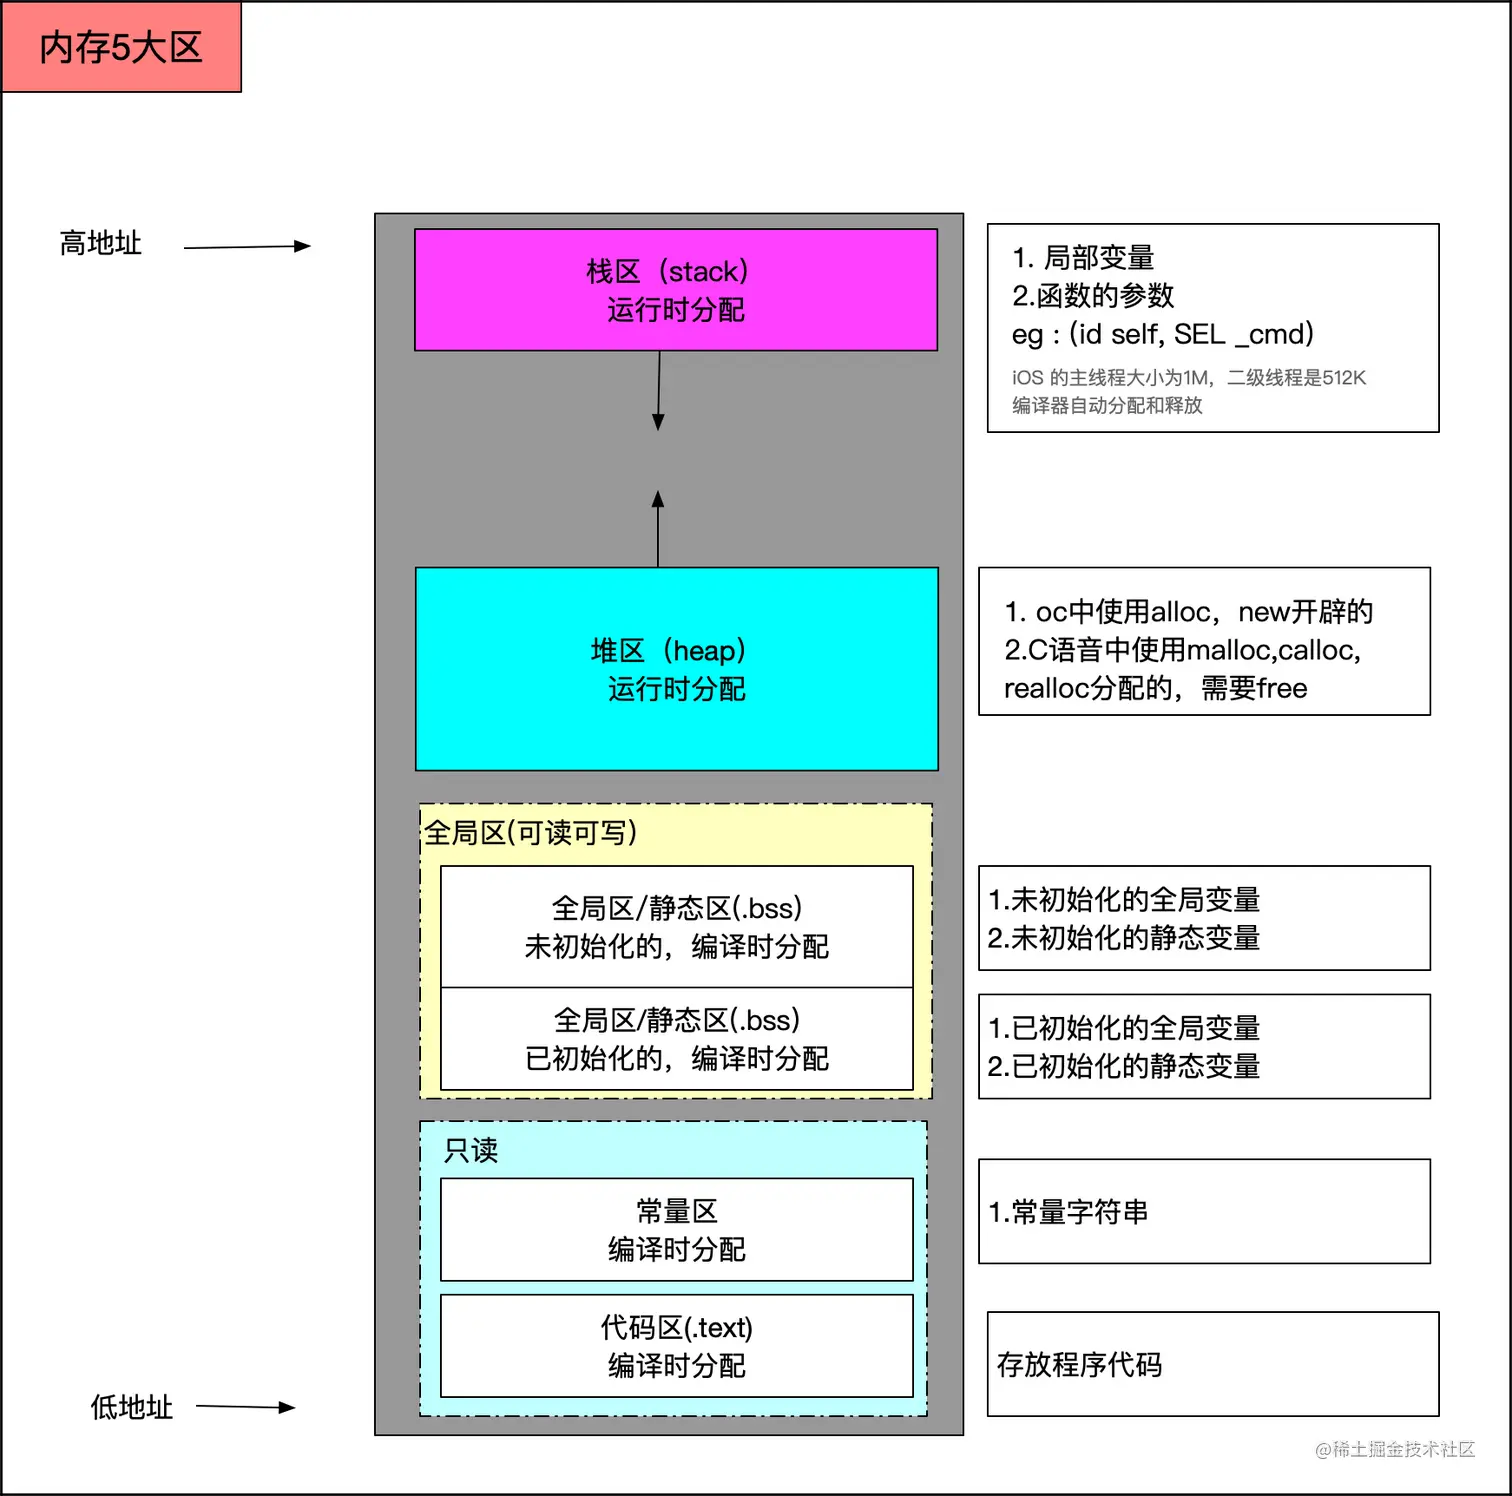 内存5大区
高地址
栈区（stack）
运行时分配
1. 局部变量
2.函数的参数
eg：(id self, SEL _cmd)
iOS 的主线程大小为1M，二级线程是512K
编译器自动分配和释放
堆区（heap）
运行时分配
1. oc中使用alloc，new开辟的
2.C语音中使用malloc,calloc,
realloc分配的，需要free
全局区(可读可写)
全局区/静态区(.bss)
未初始化的，编译时分配
1.未初始化的全局变量
2.未初始化的静态变量
全局区/静态区(.bss)
已初始化的，编译时分配
1.已初始化的全局变量
2.已初始化的静态变量
只读
常量区
编译时分配
1.常量字符串
代码区(.text)
编译时分配
存放程序代码
低地址
@稀土掘金技术社区